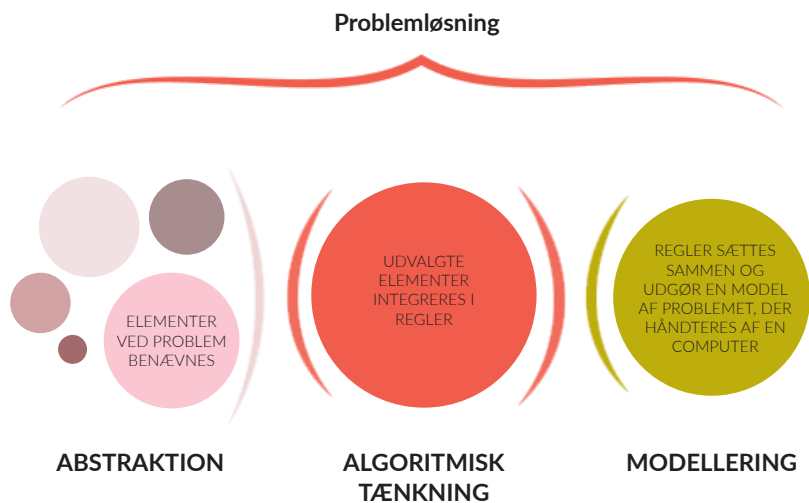 Problemløsning
ELEMENTER
VED PROBLEM
BENÆVNES
UDVALGTE
ELEMENTER
INTEGRERES I
REGLER
REGLER SÆTTES
SAMMEN OG
UDGØR EN MODEL
AF PROBLEMET, DER
HÅNDTERES AF EN
COMPUTER
ABSTRAKTION
ALGORITMISK
TÆNKNING
MODELLERING